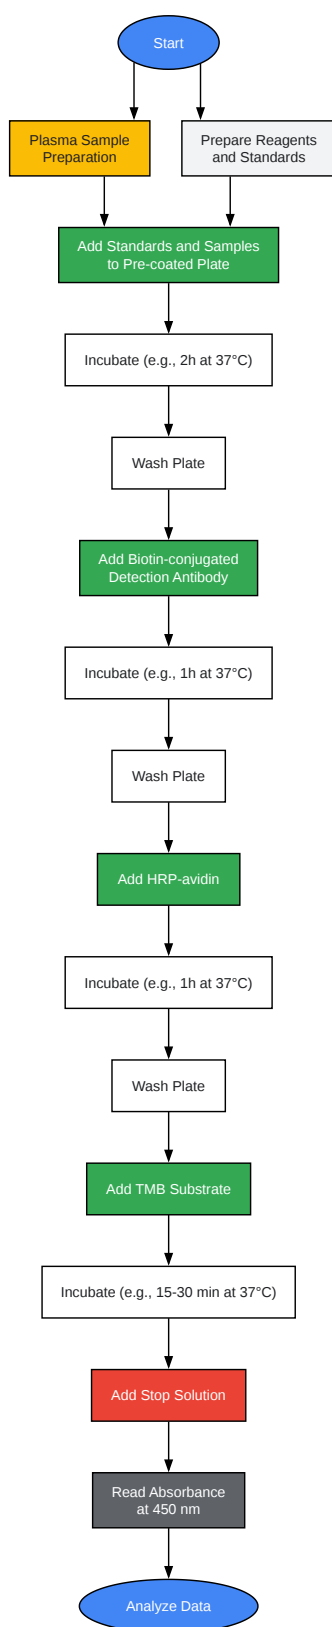 Start
Plasma Sample
Preparation
Prepare Reagents
and Standards
Add Standards and Samples
to Pre-coated Plate
Incubate (e.g., 2h at 37°C)
Wash Plate
Add Biotin-conjugated
Detection Antibody
Incubate (e.g., 1h at 37°C)
Wash Plate
Add HRP-avidin
Incubate (e.g., 1h at 37°C)
Wash Plate
Add TMB Substrate
Incubate (e.g., 15-30 min at 37°C)
Add Stop Solution
Read Absorbance
at 450 nm
Analyze Data